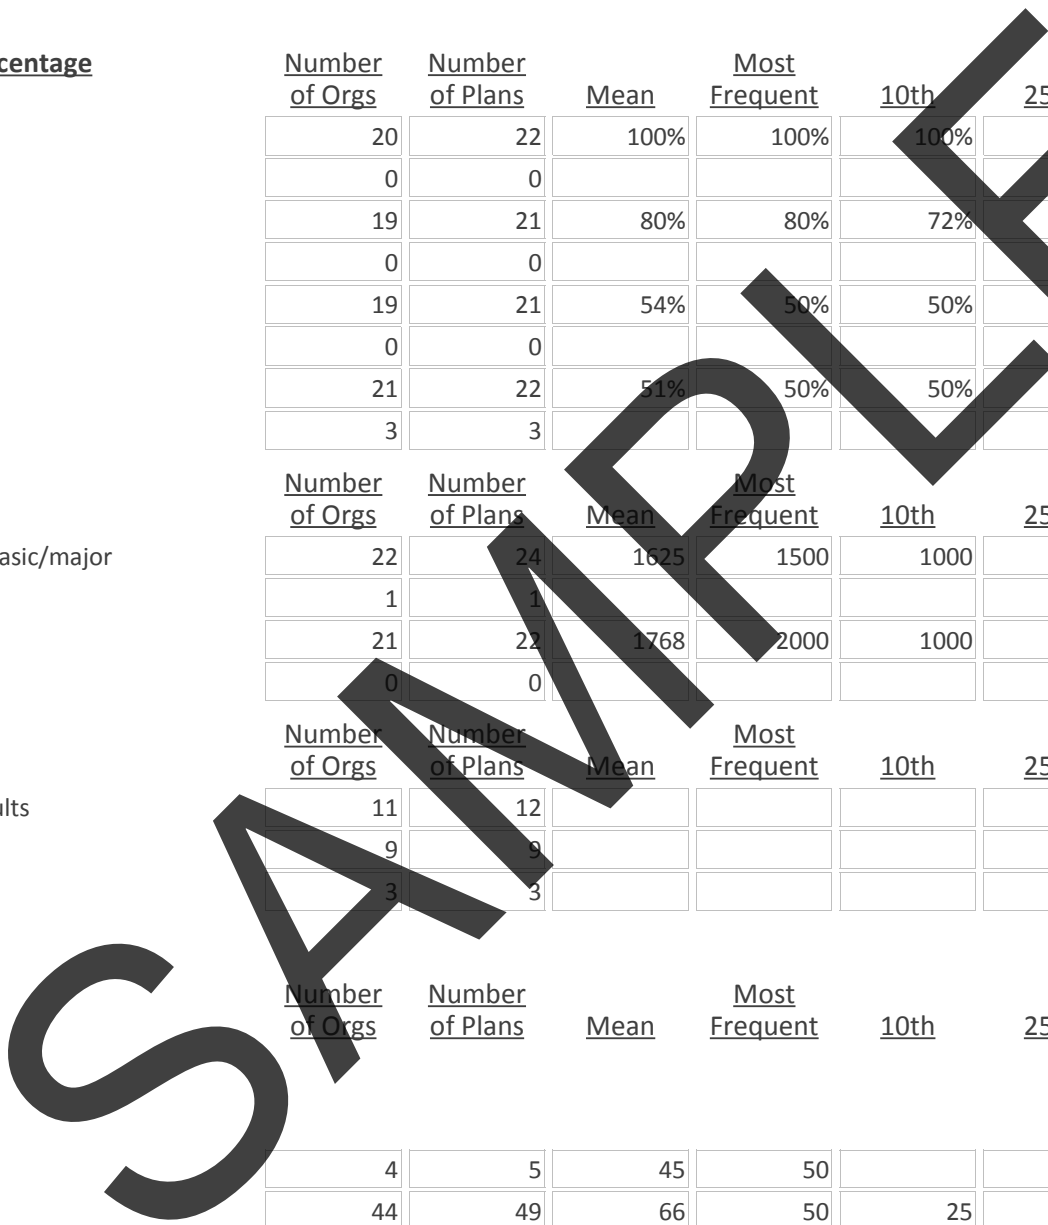 centage Number Number Most
of Orgs of Plans Mean Frequent 10th 25
20 22 100% 100% 100%
0 0
19 21 80% 80% 72%
0 0
19 21 54% 50% 50%
0 0
21 22 51% 50% 50%
3 3
Number Number Most
of Orgs of Plans Mean Frequent 10th 25
asic/major 22 24 1625 1500 1000
1 1
21 22 1768 2000 1000
0 0
Number Number Most
of Orgs of Plans Mean Frequent 10th 25
ults 11 12
9 9
3 3
Number Number Most
of Orgs of Plans Mean Frequent 10th 25
4 5 45 50
44 49 66 50 25
SAMPLE